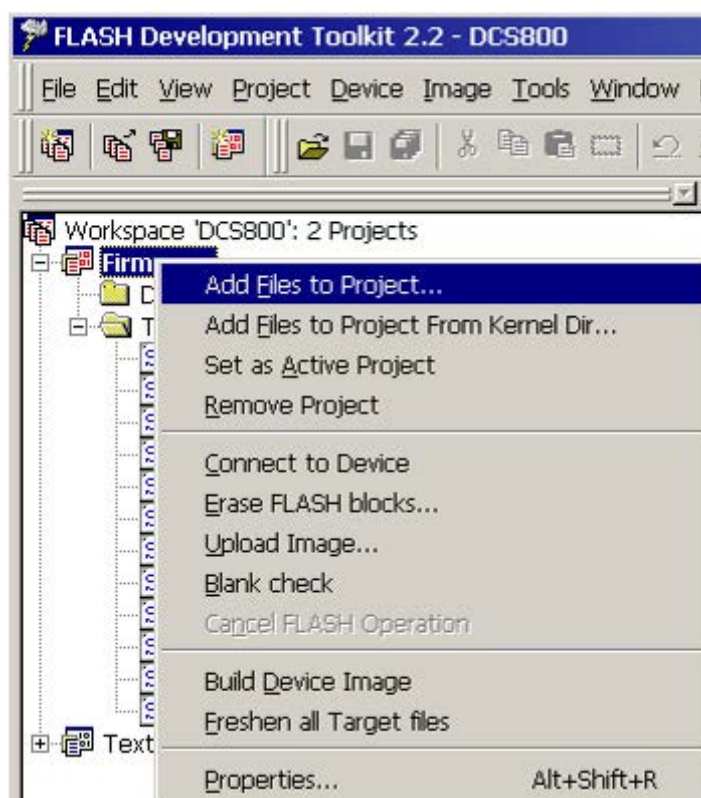 FLASH Development Toolkit 2.2 - DCS800
File Edit View Project Device Image Tools Window
Workspace 'DCS800': 2 Projects
Firm
D
T
Text
Add Files to Project...
Add Files to Project From Kernel Dir...
Set as Active Project
Remove Project
Connect to Device
Erase FLASH blocks...
Upload Image...
Blank check
Cancel FLASH Operation
Build Device Image
Freshen all Target files
Properties... Alt+Shift+R